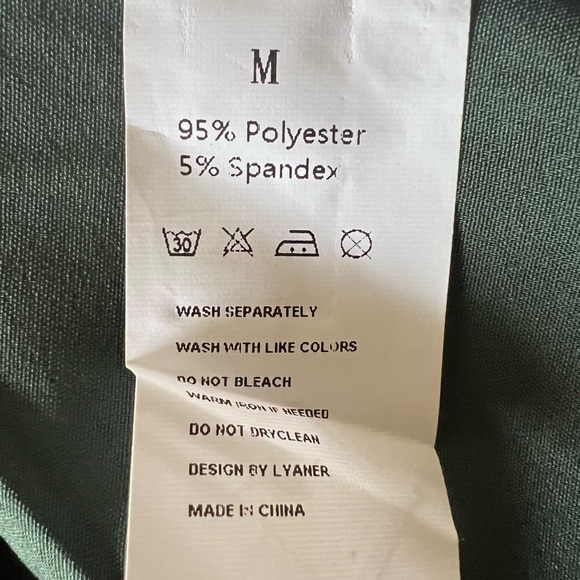 M
95% Polyester
5% Spandex
30
WASH SEPARATELY
WASH WITH LIKE COLORS
DO NOT BLEACH
WARM IRON IF NEEDED
DO NOT DRYCLEAN
DESIGN BY LYANER
MADE IN CHINA